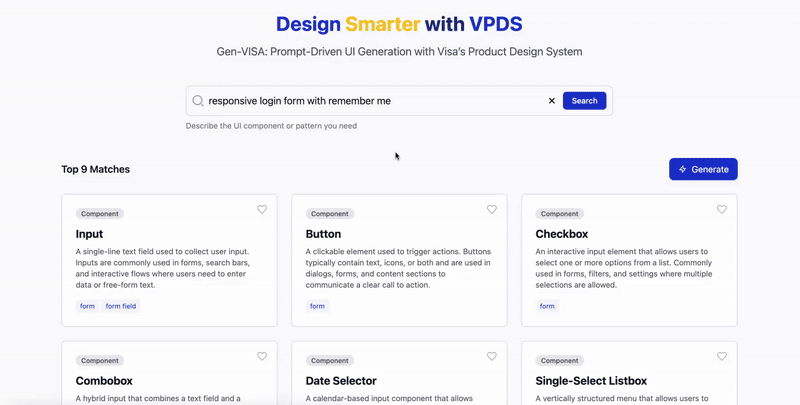 Design Smarter with VPDS
Gen-VISA: Prompt-Driven UI Generation with Visa's Product Design System
responsive login form with remember me
Search
Describe the UI component or pattern you need
Top 9 Matches
Generate
Component
Input
A single-line text field used to collect user input.
Inputs are commonly used in forms, search bars,
and interactive flows where users need to enter
data or free-form text.
form form field
Component
Button
A clickable element used to trigger actions. Buttons
typically contain text, icons, or both and are used in
dialogs, forms, and content sections to
communicate a clear call to action.
form
Component
Checkbox
An interactive input element that allows users to
select one or more options from a list. Commonly
used in forms, filters, and settings where multiple
selections are allowed.
form
Component
Combobox
A hybrid input that combines a text field and a
Component
Date Selector
A calendar-based input component that allows
Component
Single-Select Listbox
A vertically structured menu that allows users to